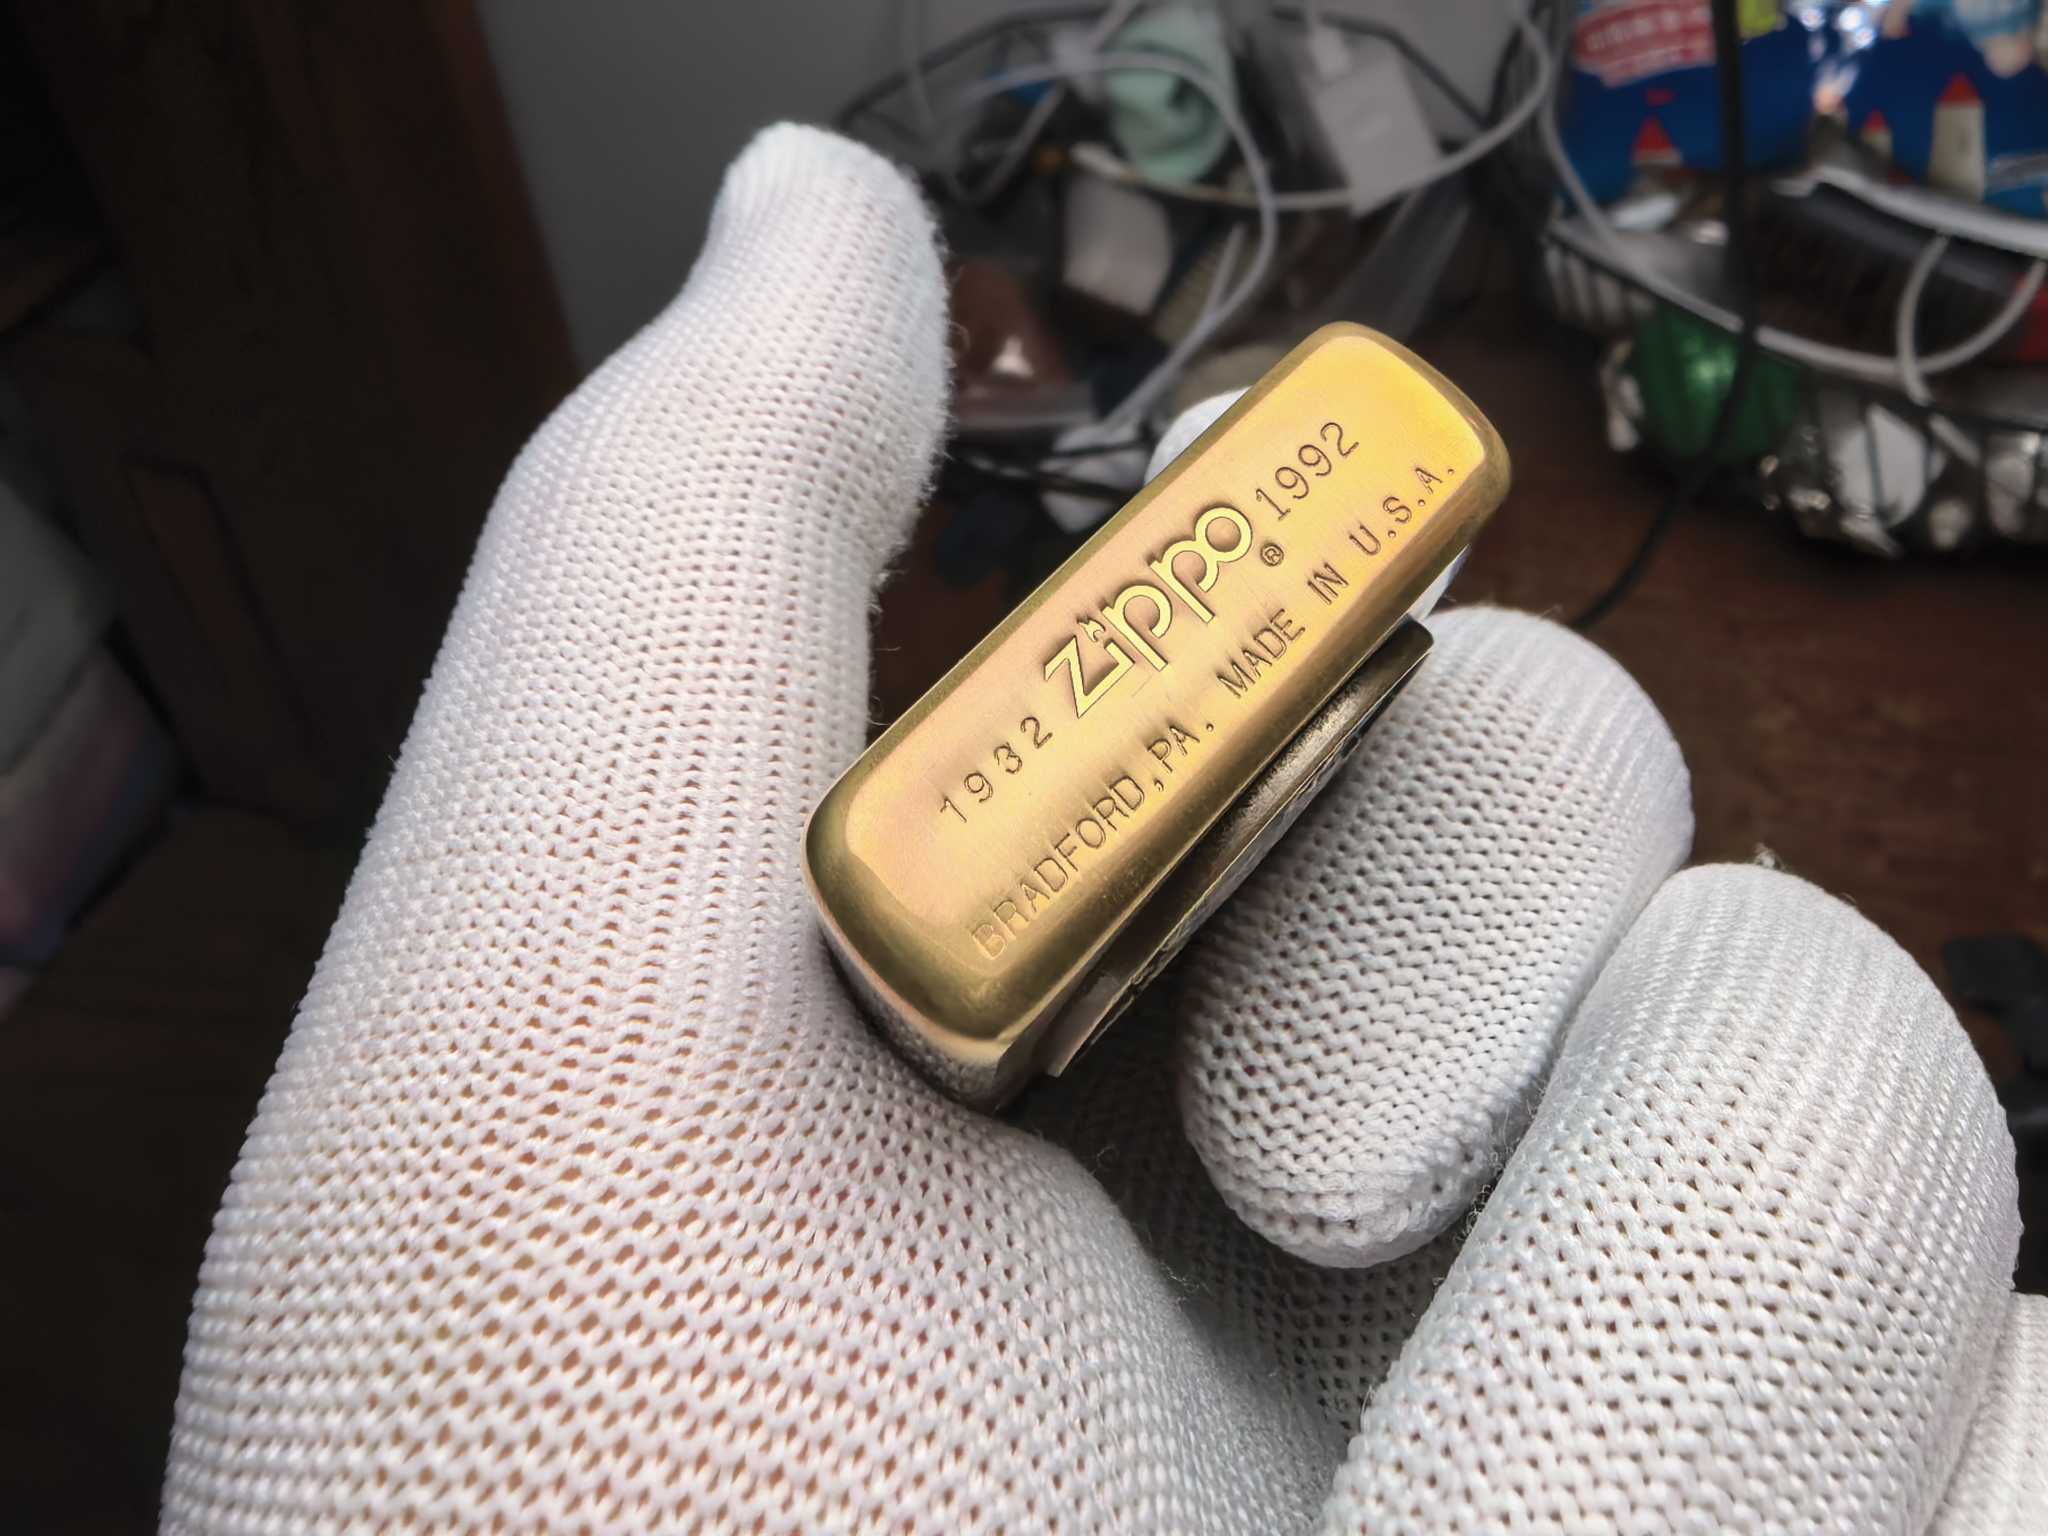 1932 Zippo ® 1992
BRADFORD, PA. MADE IN U.S.A.